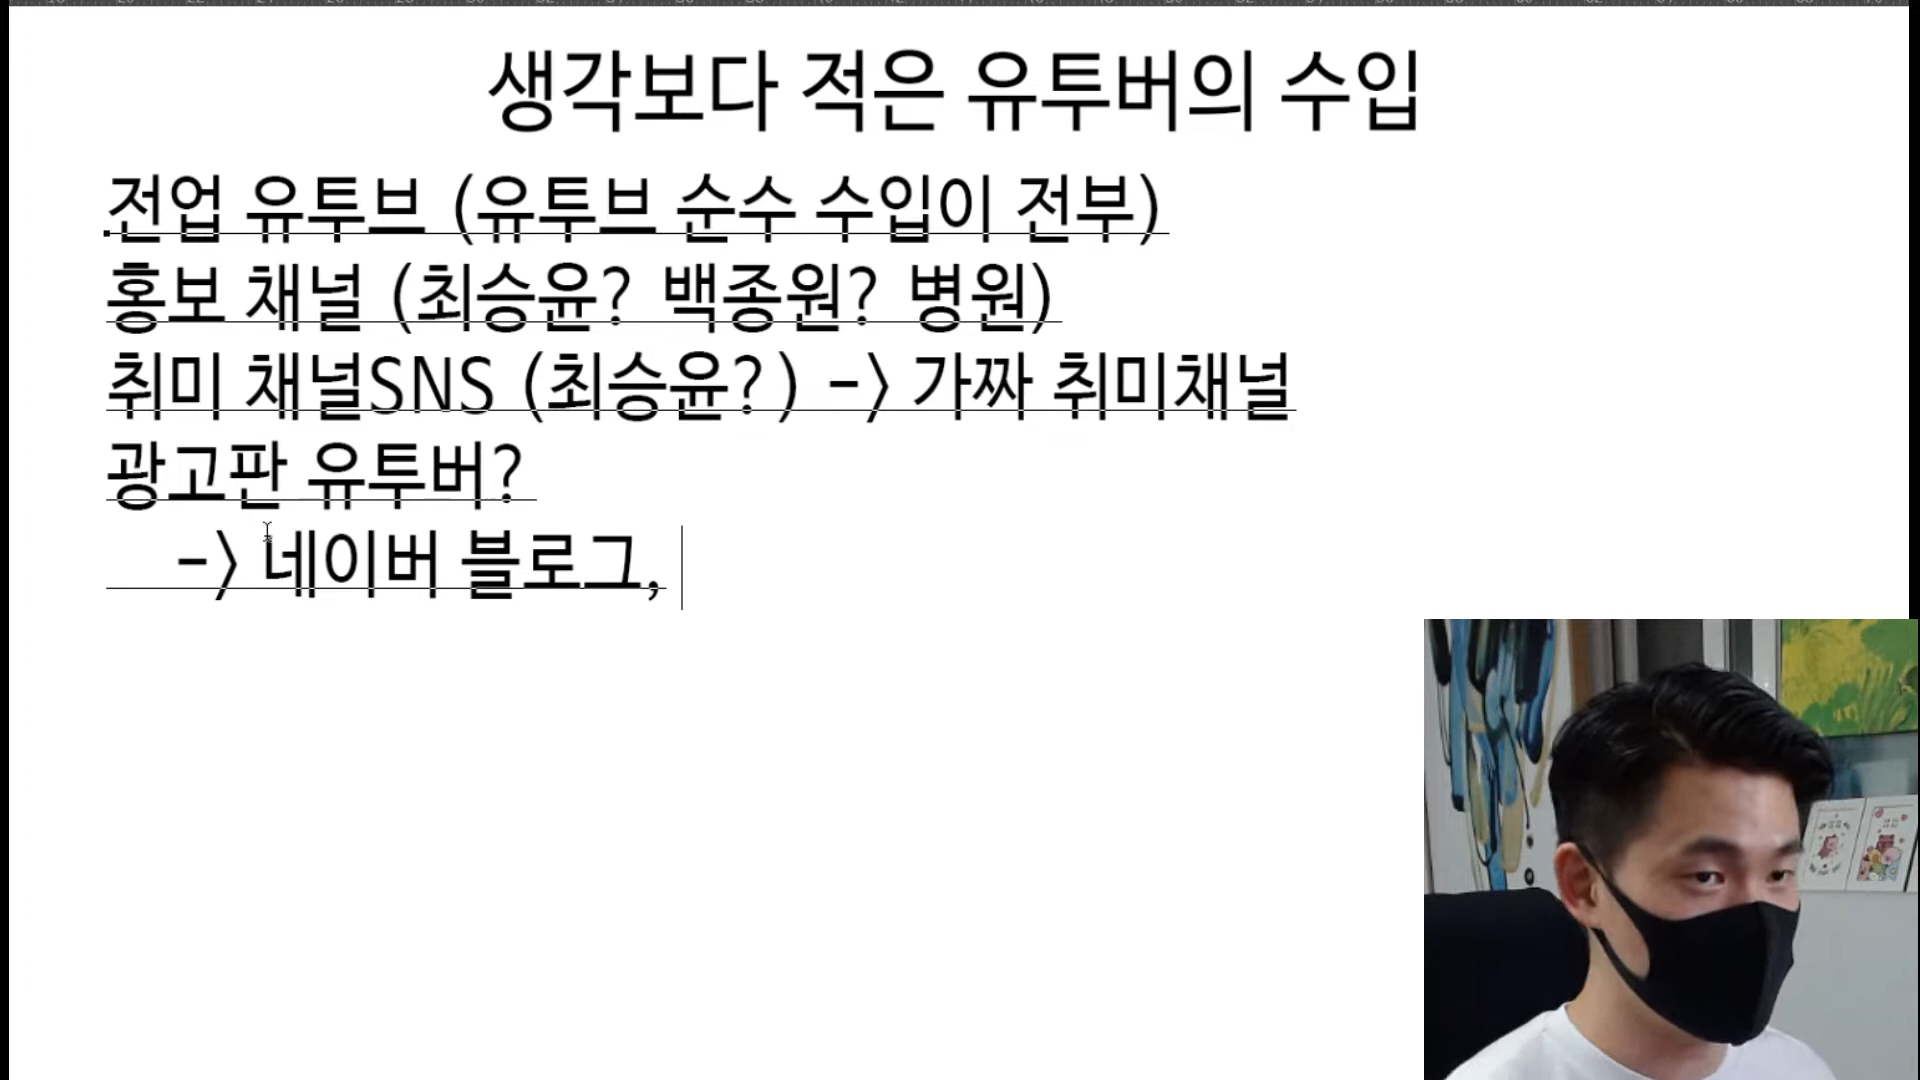 생각보다 적은 유투버의 수입
전업 유투브 (유투브 순수 수입이 전부)
홍보 채널 (최승윤? 백종원? 병원)
취미 채널SNS (최승윤?) -> 가짜 취미채널
광고판 유투버?
-> 네이버 블로그,